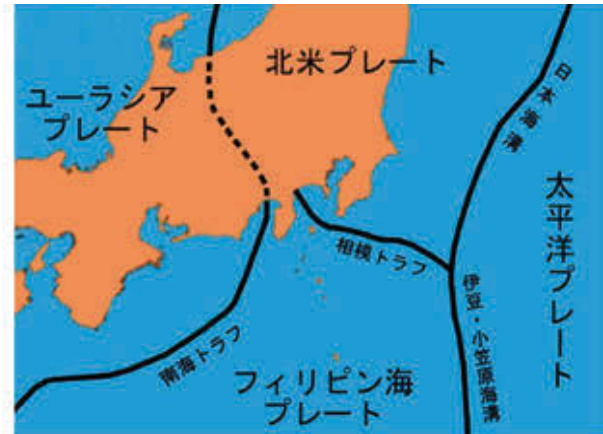 北米プレート
ユーラシア
プレート
日本海溝
太平洋プレート
相模トラフ
伊豆・小笠原海溝
南海トラフ
フィリピン海
プレート